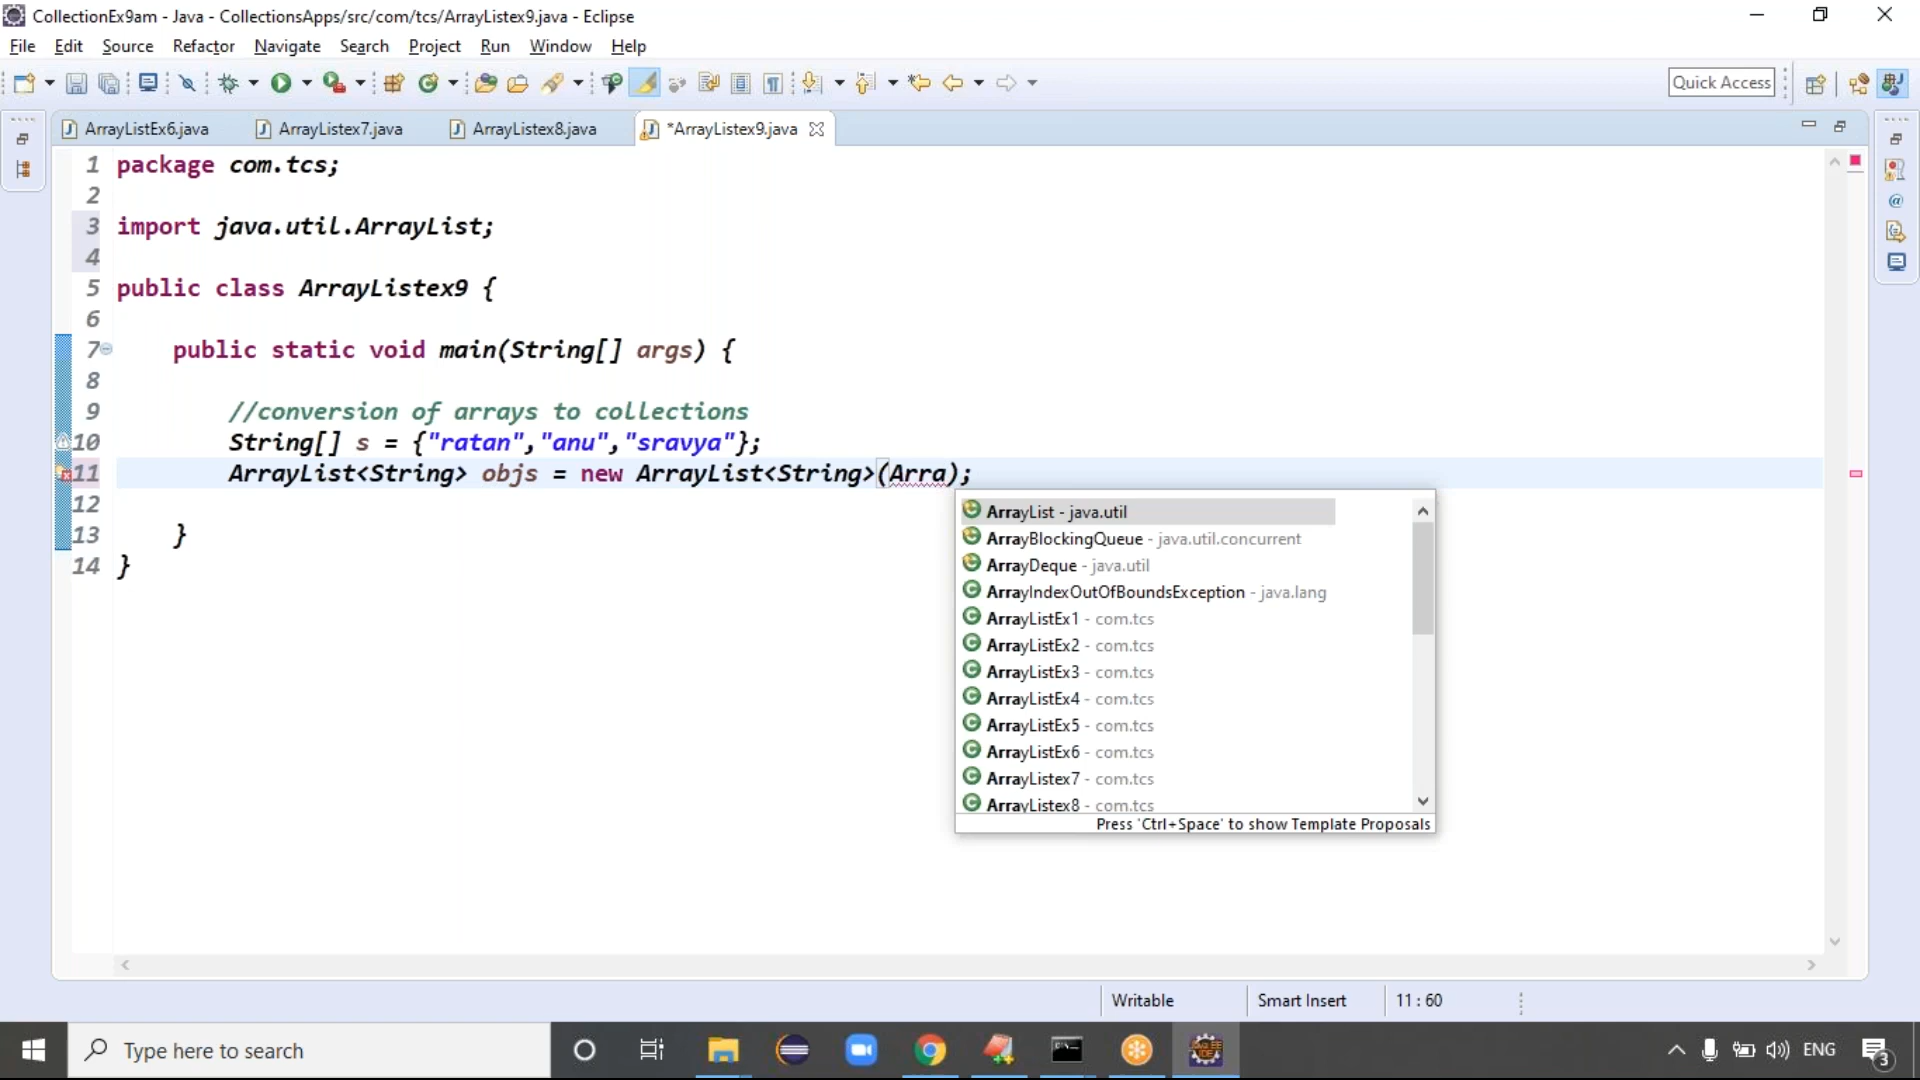 CollectionEx9am - Java - CollectionsApps/src/com/tcs/ArrayListex9.java - Eclipse
File Edit Source Refactor Navigate Search Project Run Window Help
Quick Access
ArrayListEx6.java ArrayListex7.java ArrayListex8.java *ArrayListex9.java
1 package com.tcs;
2
3 import java.util.ArrayList;
4
5 public class ArrayListex9 {
6
7 public static void main(String[] args) {
8
9 //conversion of arrays to collections
10 String[] s = {"ratan","anu","sravya"};
11 ArrayList<String> objs = new ArrayList<String>(Arra);
12
13 }
14 }
ArrayList - java.util
ArrayBlockingQueue - java.util.concurrent
ArrayDeque - java.util
ArrayIndexOutOfBoundsException - java.lang
ArrayListEx1 - com.tcs
ArrayListEx2 - com.tcs
ArrayListEx3 - com.tcs
ArrayListEx4 - com.tcs
ArrayListEx5 - com.tcs
ArrayListEx6 - com.tcs
ArrayListex7 - com.tcs
ArrayListex8 - com.tcs
Press 'Ctrl+Space' to show Template Proposals
Writable Smart Insert 11 : 60
Type here to search
ENG
3